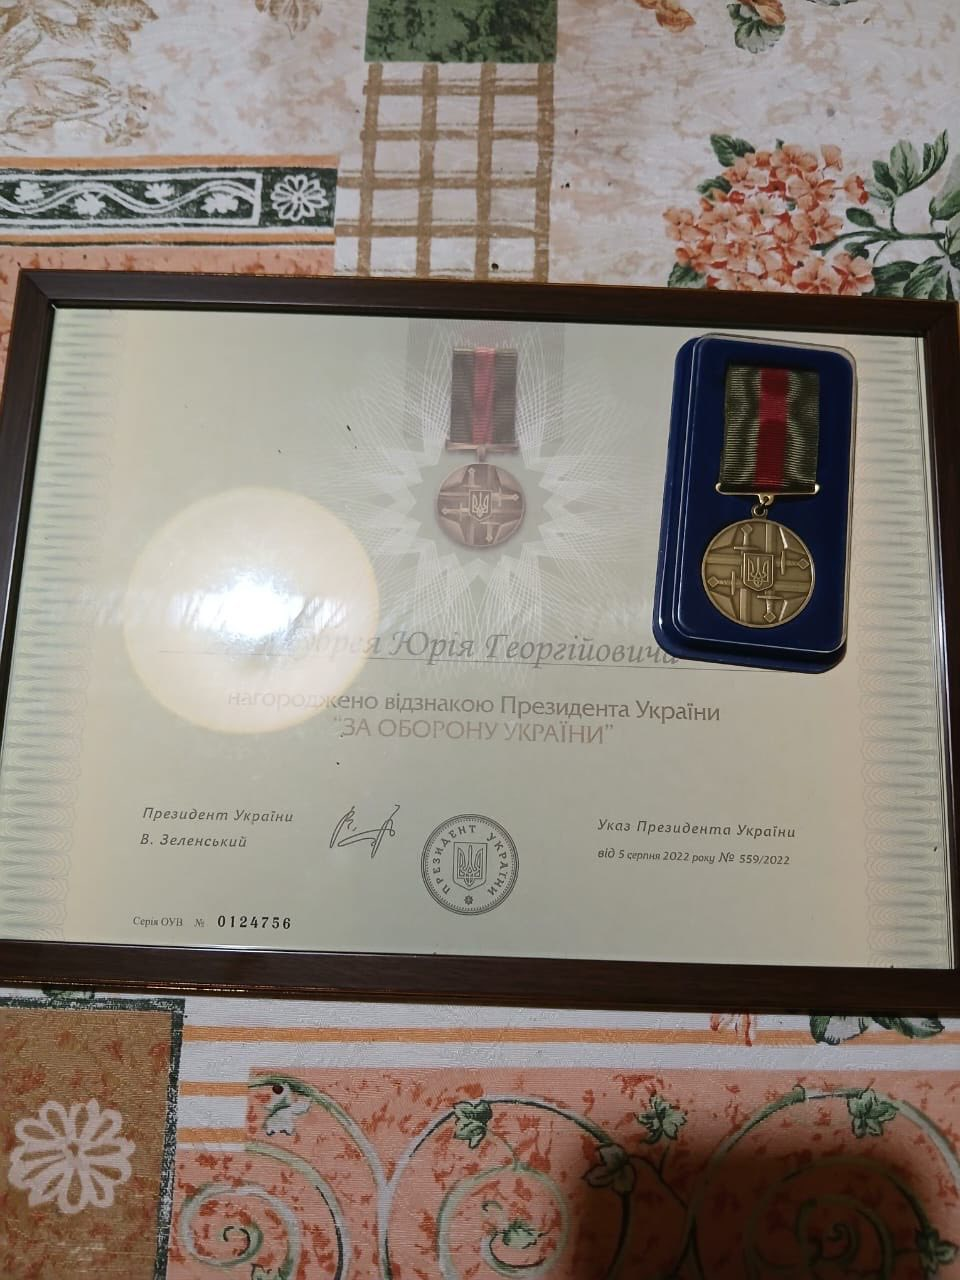 Юрія Георгійовича
нагороджено відзнакою Президента України
"ЗА ОБОРОНУ УКРАЇНИ"
Президент України
В. Зеленський
ПРЕЗИДЕНТ УКРАЇНИ
Указ Президента України
від 5 серпня 2022 року № 559/2022
Серія ОУВ № 0124756